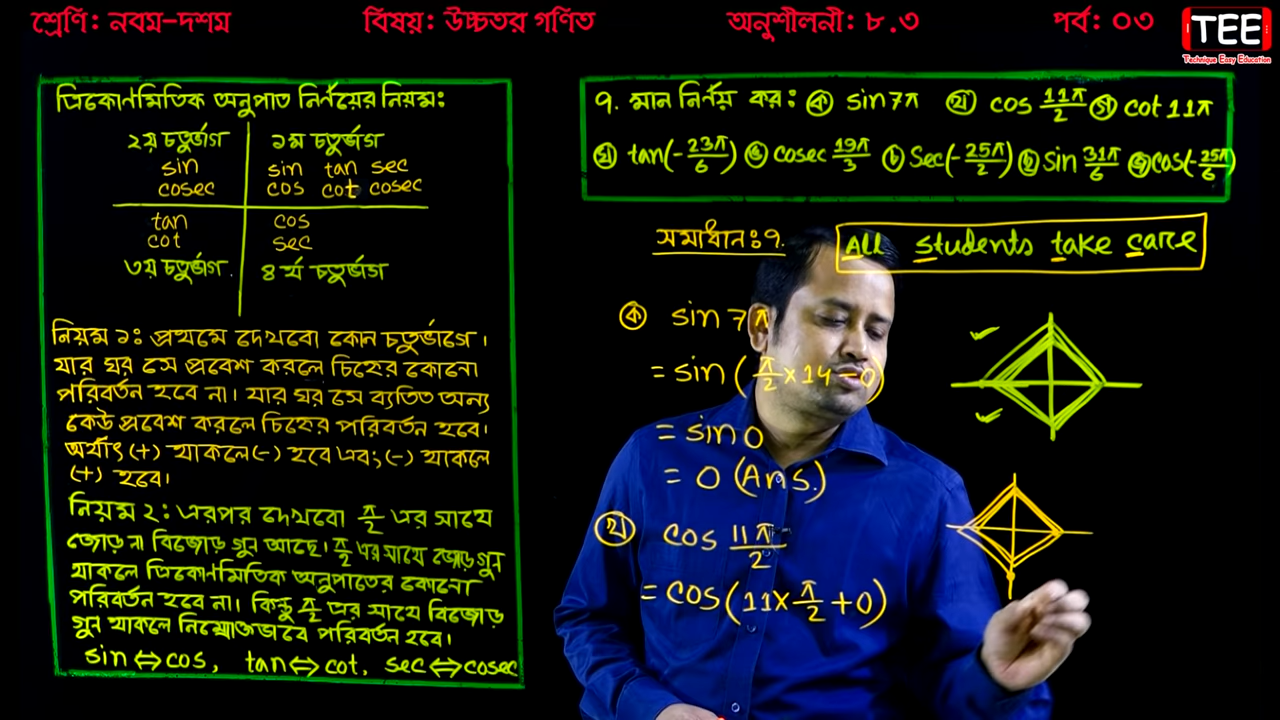 শ্রেণি: নবম-দশম বিষয়: উচ্চতর গণিত অনুশীলনী: ৮.৩ পর্ব: ০৩
TEE
Technique Easy Education
ত্রিকোণমিতিক অনুপাত নির্ণয়ের নিয়ম:
২য় চতুর্ভাগ ১ম চতুর্ভাগ
sin sin tan sec
cosec cos cot cosec
tan cos
cot sec
৩য় চতুর্ভাগ. ৪র্থ চতুর্ভাগ
নিয়ম ১: প্রথমে দেখবো কোন চতুর্ভাগে।
যার ঘর সে প্রবেশ করলে চিহ্নের কোনো
পরিবর্তন হবে না। যার ঘর সে ব্যতিত অন্য
কেউ প্রবেশ করলে চিহ্নের পরিবর্তন হবে।
অর্থাৎ (+) থাকলে (-) হবে এবং (-) থাকলে
(+) হবে।
নিয়ম ২: এরপর দেখবো π/2 এর সাথে
জোড় না বিজোড় গুন আছে। π/2 এর সাথে জোড় গুন
থাকলে ত্রিকোণমিতিক অনুপাতের কোনো
পরিবর্তন হবে না। কিন্তু π/2 এর সাথে বিজোড়
গুন থাকলে নিম্নোক্তভাবে পরিবর্তন হবে।
sin⇔cos, tan⇔cot, sec⇔cosec
৭. মান নির্ণয় কর: ক sin 7π খ cos 11π/2 গ cot 11π
ঘ tan(-23π/6) ঙ cosec 19π/3 চ Sec(-25π/2) ছ sin 31π/6 জ cos(-25π/6)
সমাধান: ৭. All students take care
ক sin 7π
= sin (π/2 × 14 - 0)
= sin 0
= 0 (Ans.)
খ cos 11π/2
= cos (11 × π/2 + 0)